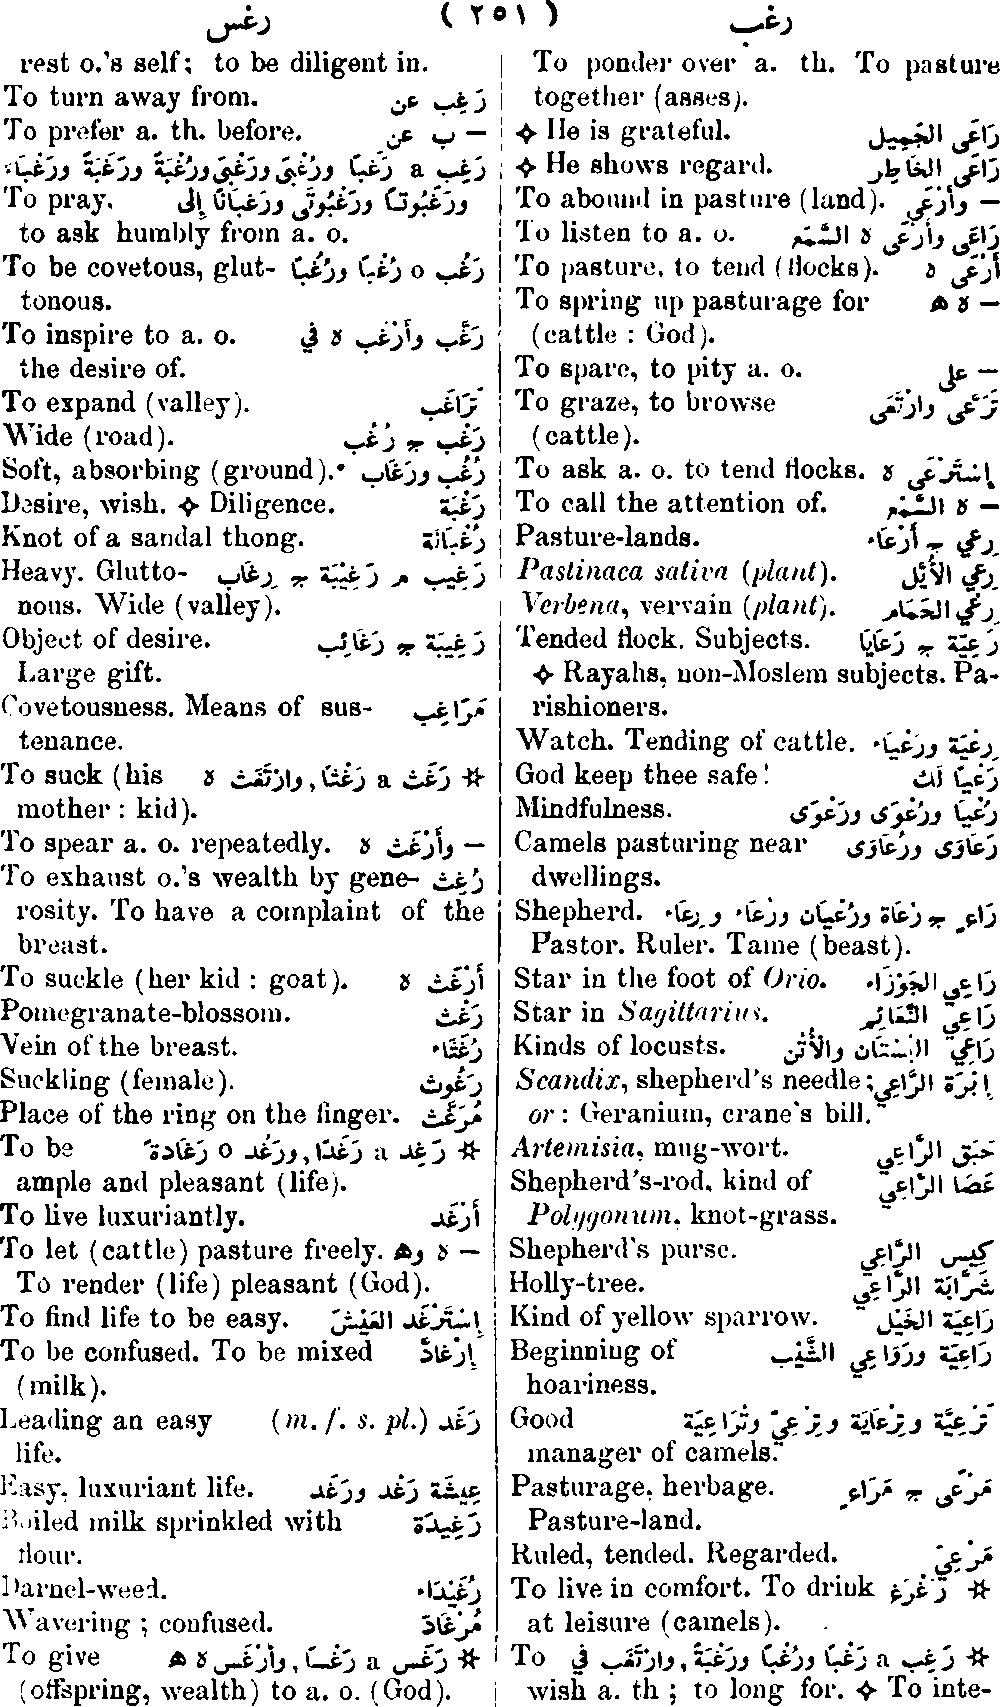 رغب ( ٢٥١ ) رغس
To ponder over a. th. To pasture
together (asses).
❖ He is grateful. رَاعَى الجَمِيل
❖ He shows regard. رَاعَى الخَاطِر
To abound in pasture (land). — وأَرْعَى
To listen to a. o. رَاعَى وأَرْعَى ه السَّمْع
To pasture, to tend (flocks). أَرْعَى ه
To spring up pasturage for — ه ه
(cattle : God).
To spare, to pity a. o. — على
To graze, to browse تَرَعَّى وارْتَعَى
(cattle).
To ask a. o. to tend flocks. إِسْتَرْعَى ه
To call the attention of. — ه السَّمْع
Pasture-lands. رِعْي ج أَرْعَاء
Pastinaca sativa (plant). رِعْي الأَيَّل
Verbena, vervain (plant). رِعْي الحَمَام
Tended flock. Subjects. رَعِيَّة ج رَعَايَا
❖ Rayahs, non-Moslem subjects. Pa-
rishioners.
Watch. Tending of cattle. رِعْيَة ورَعْيَاء
God keep thee safe! رَعْيًا لَكَ
Mindfulness. رُعْيَا ورُعْوَى ورَعْوَى
Camels pasturing near رَعَاوَى ورُعَاوَى
dwellings.
Shepherd. رَاعٍ ج رُعَاة ورُعْيَان ورُعَاء ورِعَاء
Pastor. Ruler. Tame (beast).
Star in the foot of Orio. رَاعِي الجَوْزَاء
Star in Sagittarius. رَاعِي النَّعَائِم
Kinds of locusts. رَاعِي البُسْتَان والأُتُن
Scandix, shepherd's needle; إِبْرَة الرَّاعِي
or : Geranium, crane's bill.
Artemisia, mug-wort. حَبَق الرَّاعِي
Shepherd's-rod, kind of عَصَا الرَّاعِي
Polygonum, knot-grass.
Shepherd's purse. كِيس الرَّاعِي
Holly-tree. شَرَّابَة الرَّاعِي
Kind of yellow sparrow. رَاعِيَة الخَيْل
Beginning of رَاعِيَة ورَوَاعِي الشَّيْب
hoariness.
Good تَرْعِيَّة وتِرْعَايَة وتِرْعِيّ وتُرَاعِيَة
manager of camels.
Pasturage, herbage. مَرْعًى ج مَرَاعٍ
Pasture-land.
Ruled, tended. Regarded. مَرْعِيّ
To live in comfort. To drink ✲ رَغْرَغ
at leisure (camels).
To ✲ رَغِب a رَغْبًا ورُغْبًا ورَغْبَةً, وارْتَغَب في
wish a. th ; to long for. ❖ To inte-
rest o.'s self; to be diligent in.
To turn away from. رَغِب عن
To prefer a. th. before. — ب عن
رَغِب a رَغَبًا ورُغْبَى ورَغْبَى ورُغْبَةً ورَغَبَةً ورَغْبَاء
To pray, ورَغَبُوتًا ورَغَبُوتَى ورَغَبَانًا إِلى
to ask humbly from a. o.
To be covetous, glut- رَغُب o رُغْبًا ورُغُبًا
tonous.
To inspire to a. o. رَغَّب وأَرْغَب ه في
the desire of.
To expand (valley). تَرَاغَب
Wide (road). رَغْب ج رُغْب
Soft, absorbing (ground). رُغُب ورَغَاب
Desire, wish. ❖ Diligence. رَغْبَة
Knot of a sandal thong. رُغْبَانَة
Heavy. Glutto- رَغِيب م رَغِيبَة ج رِغَاب
nous. Wide (valley).
Object of desire. رَغِيبَة ج رَغَائِب
Large gift.
Covetousness. Means of sus- مَرَاغِب
tenance.
To suck (his ✲ رَغَث a رَغْثًا, وارْتَغَث ه
mother : kid).
To spear a. o. repeatedly. — وأَرْغَث ه
To exhaust o.'s wealth by gene- رُغِث
rosity. To have a complaint of the
breast.
To suckle (her kid : goat). أَرْغَث ه
Pomegranate-blossom. رَغْث
Vein of the breast. رُغَثَاء
Suckling (female). رَغُوث
Place of the ring on the finger. مُرَغَّث
To be ✲ رَغِد a رَغَدًا, ورَغُد o رَغَادَة
ample and pleasant (life).
To live luxuriantly. أَرْغَد
To let (cattle) pasture freely. — ه وه
To render (life) pleasant (God).
To find life to be easy. إِسْتَرْغَد العَيْشَ
To be confused. To be mixed إِرْغَادَّ
(milk).
Leading an easy (m. f. s. pl.) رَغَد
life.
Easy, luxuriant life. عِيشَة رَغْد ورَغَد
Boiled milk sprinkled with رَغِيدَة
flour.
Darnel-weed. رُغَيْدَاء
Wavering ; confused. مُرْغَادّ
To give ✲ رَغَس a رَغْسًا, وأَرْغَس ه ه
(offspring, wealth) to a. o. (God).